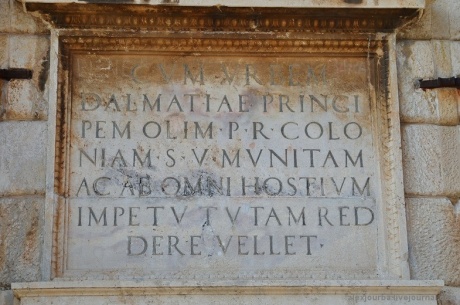 CVM VRBEM
DALMATIAE PRINCI
PEM OLIM · P · R · COLO
NIAM · S · V · MVNITAM
AC AB OMNI HOSTIVM
IMPETV TVTAM RED
DERE VELLET ·